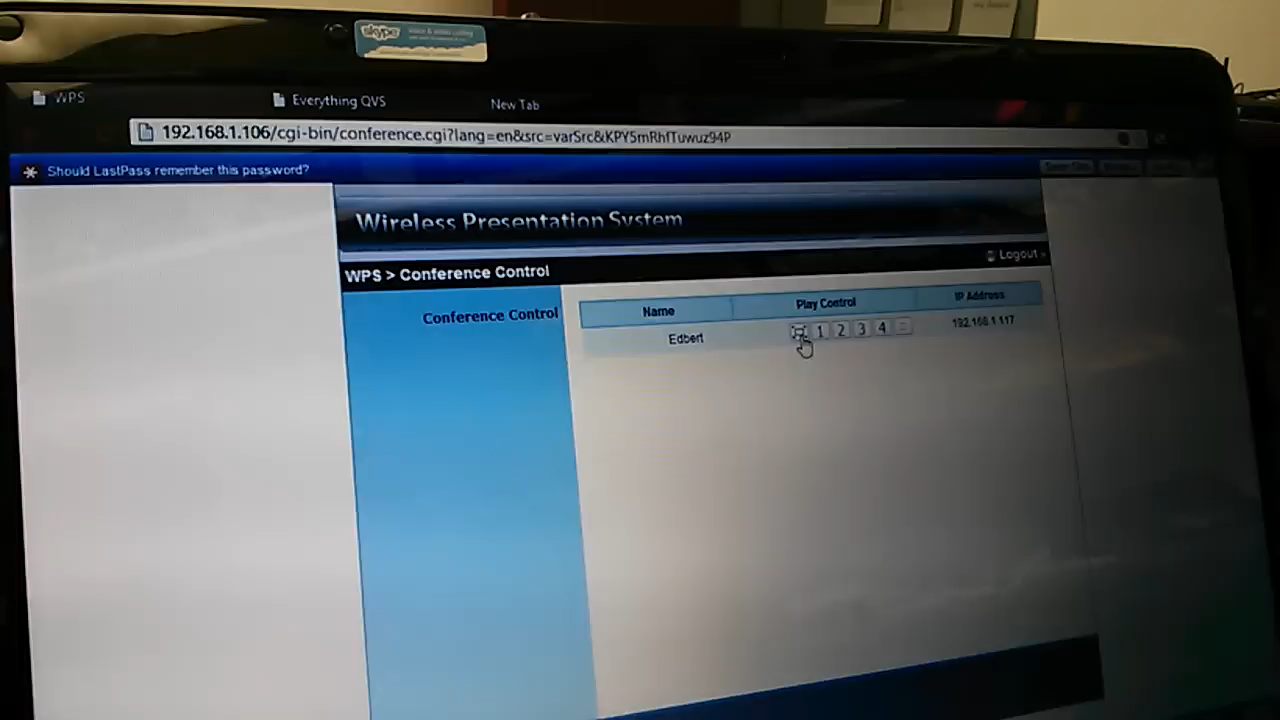 skype
WPS
Everything QVS
New Tab
192.168.1.106/cgi-bin/conference.cgi?lang=en&src=varSrc&KPY5mRhfTuwuz94P
Should LastPass remember this password?
Wireless Presentation System
WPS > Conference Control
Logout
Conference Control
Name
Play Control
IP Address
Edbert
1 2 3 4
192.168.1.117